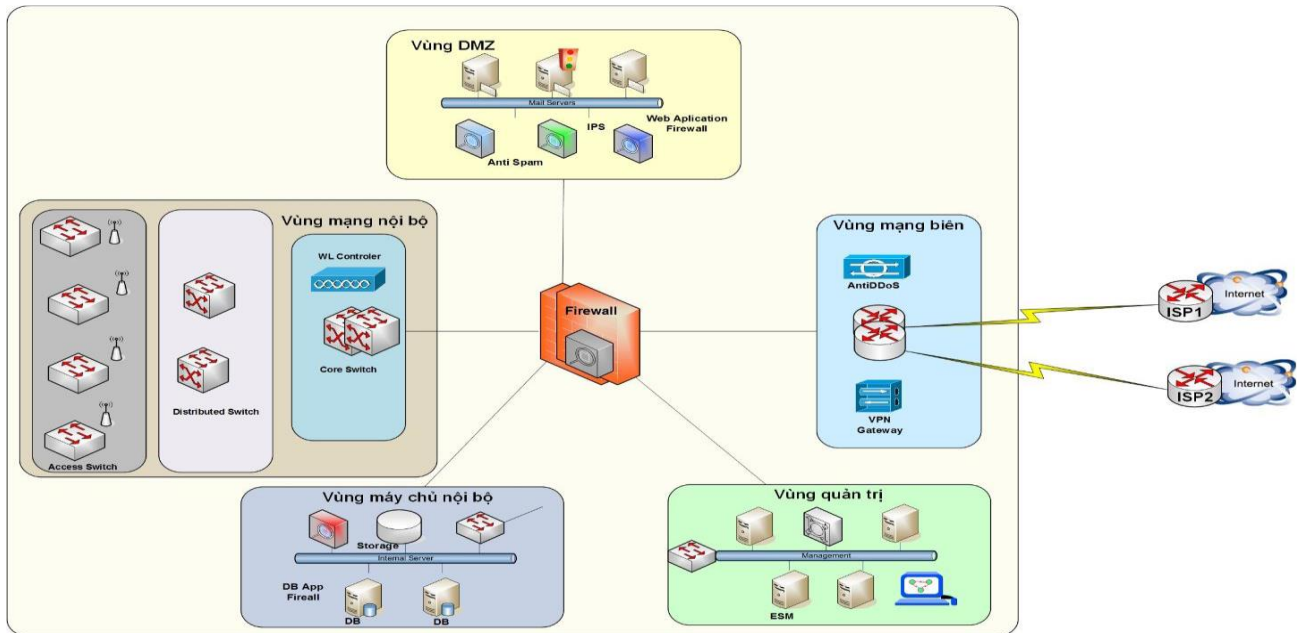 Vùng DMZ
Mail Servers
IPS
Web Aplication
Firewall
Anti Spam
Vùng mạng nội bộ
WL Controler
Core Switch
Distributed Switch
Access Switch
Firewall
Vùng mạng biên
AntiDDoS
VPN
Gateway
Internet
ISP1
Internet
ISP2
Vùng máy chủ nội bộ
Storage
Internal Server
DB App
Fireall
DB
DB
Vùng quản trị
Management
ESM